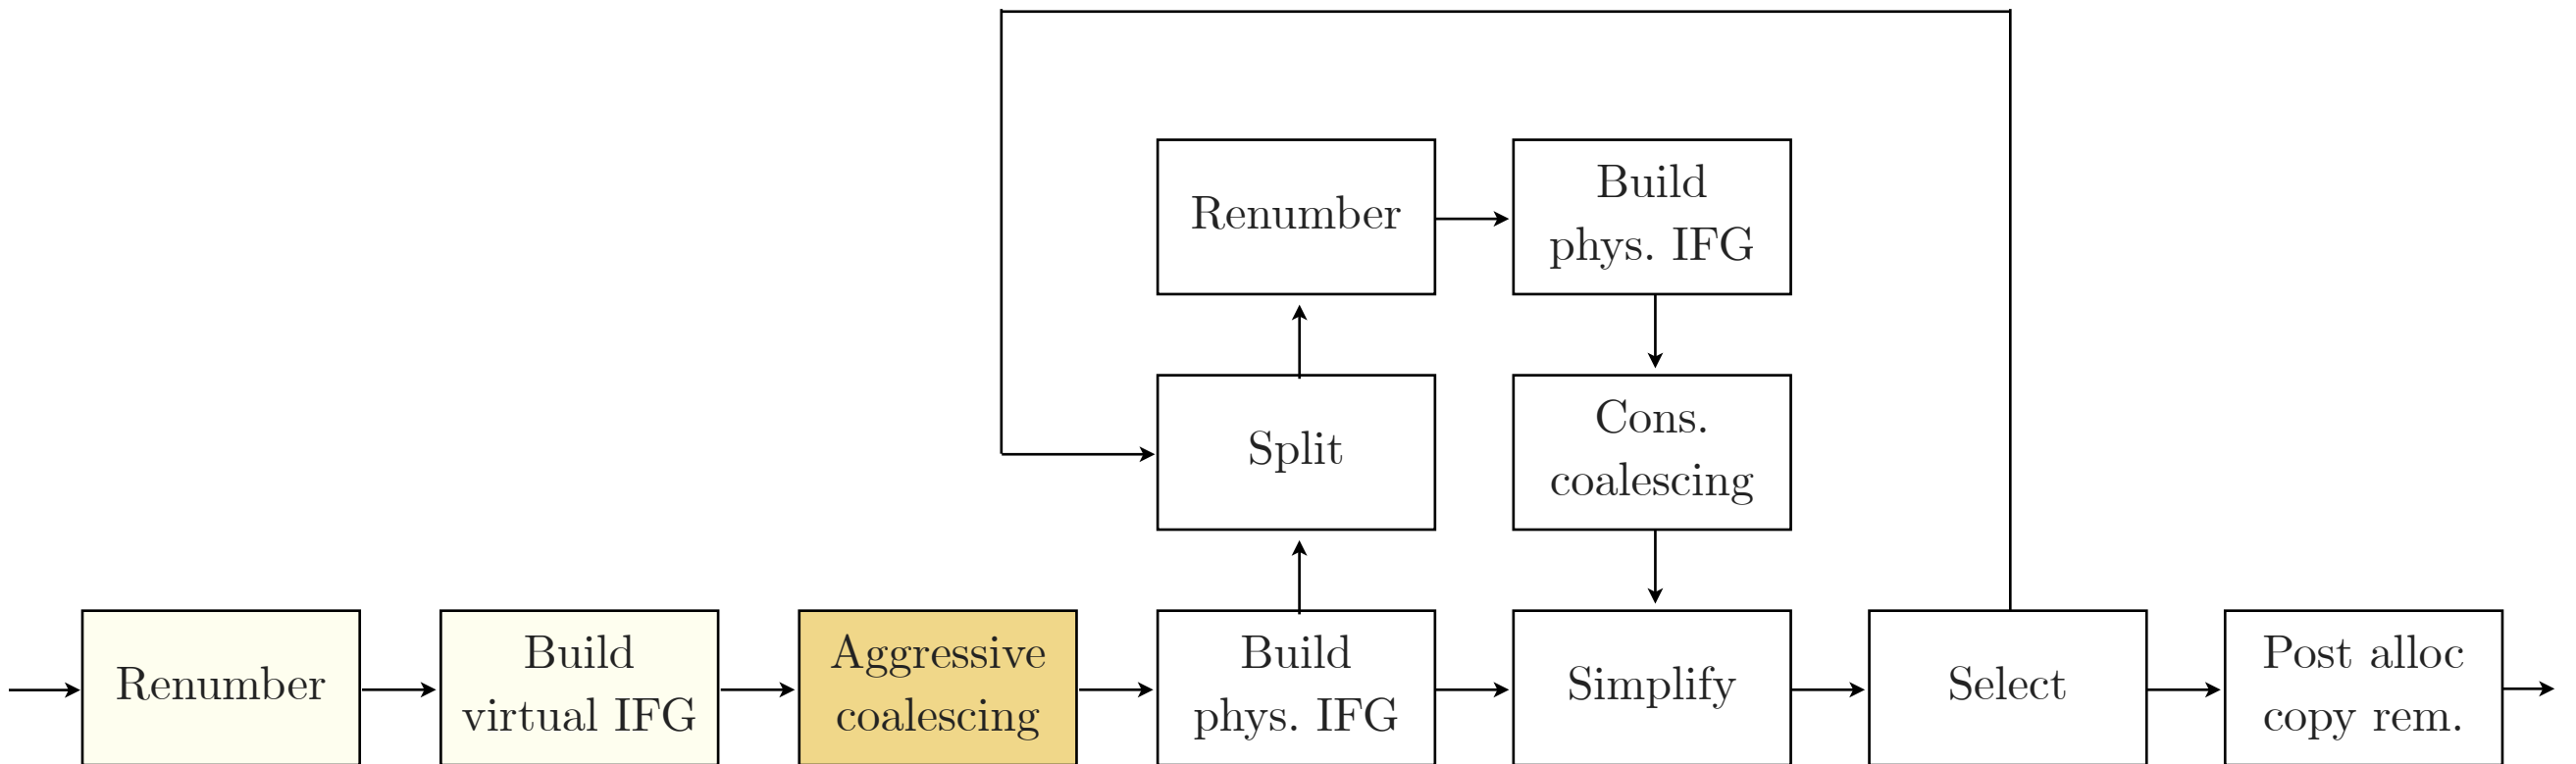 Renumber
Build
phys. IFG
Split
Cons.
coalescing
Renumber
Build
virtual IFG
Aggressive
coalescing
Build
phys. IFG
Simplify
Select
Post alloc
copy rem.